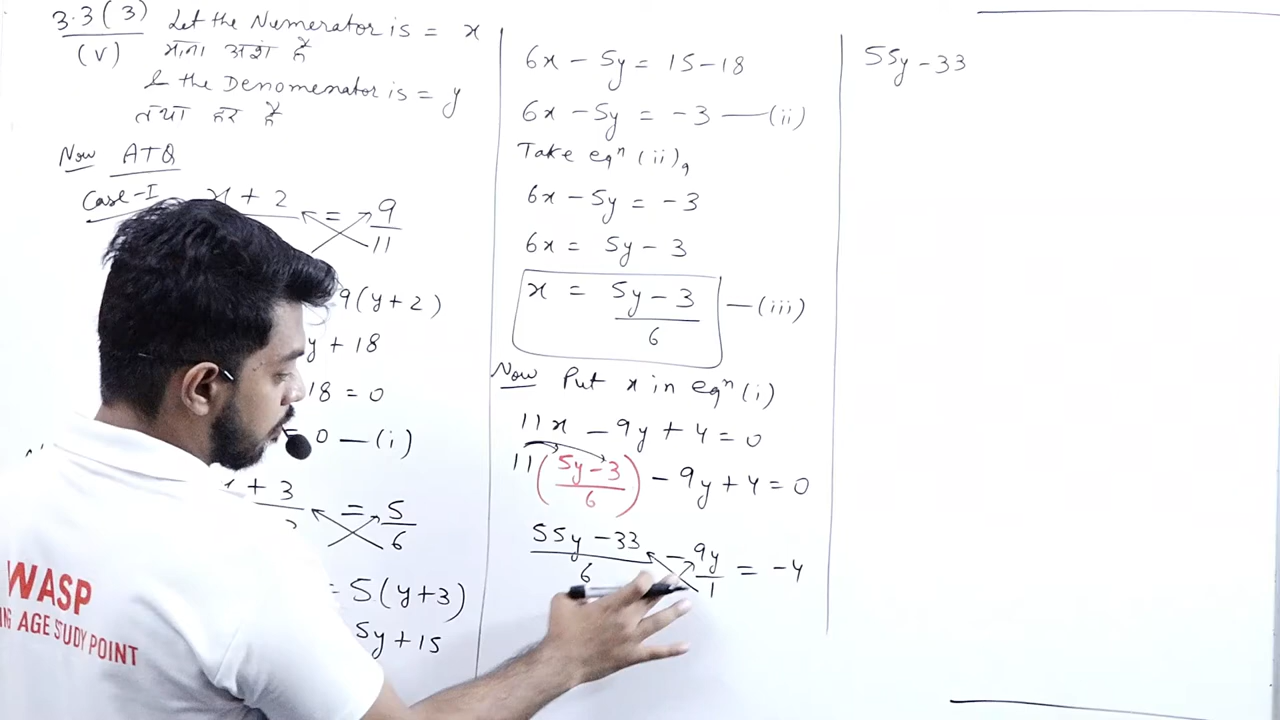 3.3(3)
(v)
Let the Numerator is = x
माना अंश है
& the Denomenator is = y
तथा हर है
Now ATQ
Case-I x + 2 = 9
11
9(y+2)
y + 18
18 = 0
= 0 —(i)
+ 3 = 5
6
= 5(y+3)
5y+15
6x - 5y = 15-18
6x - 5y = -3 —(ii)
Take eqⁿ (ii),
6x - 5y = -3
6x = 5y - 3
x = 5y - 3 —(iii)
6
Now Put x in eqⁿ (i)
11x - 9y + 4 = 0
11(5y-3) - 9y + 4 = 0
6
55y - 33 - 9y = -4
6 1
55y - 33
WASP
NG AGE STUDY POINT